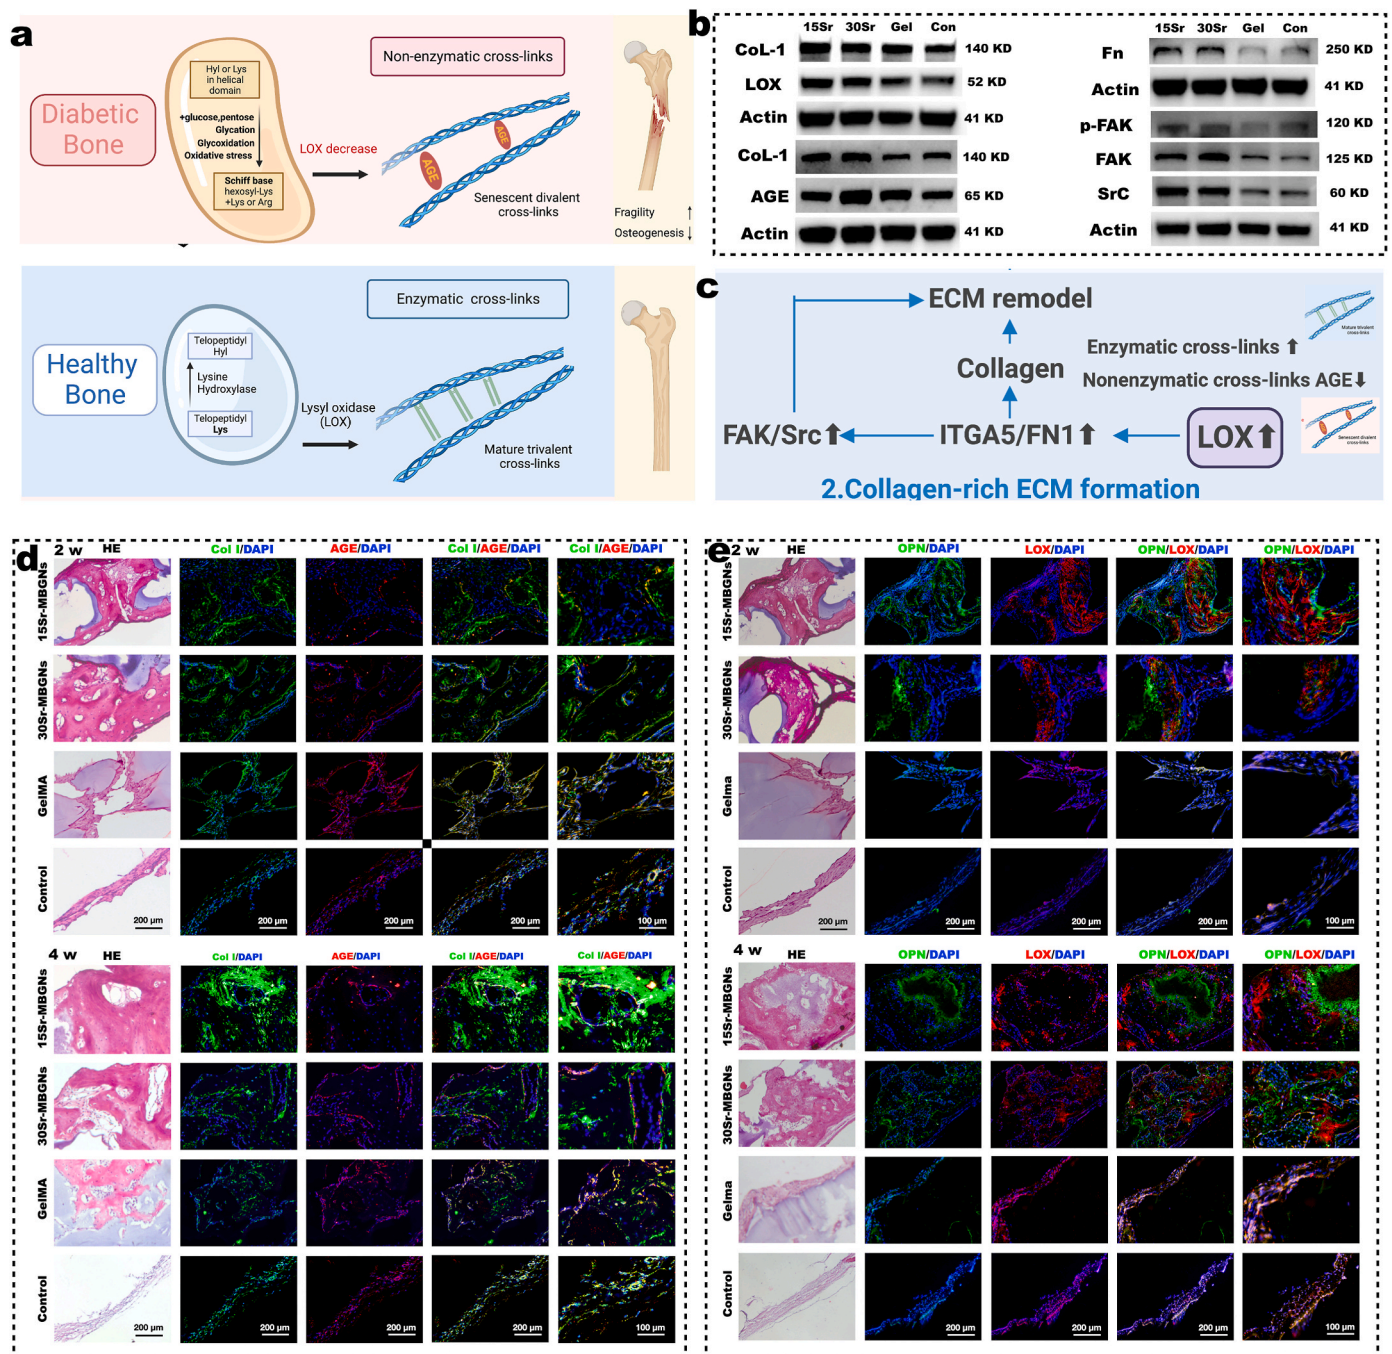 a
Diabetic
Bone
Hyl or Lys
in helical
domain
+glucose,pentose
Glycation
Glycoxidation
Oxidative stress
Schiff base
hexosyl-Lys
+Lys or Arg
LOX decrease
Non-enzymatic cross-links
AGE
AGE
Senescent divalent
cross-links
Fragility ↑
Osteogenesis ↓
Healthy
Bone
Telopeptidyl
Hyl
Lysine
Hydroxylase
Telopeptidyl
Lys
Lysyl oxidase
(LOX)
Enzymatic cross-links
Mature trivalent
cross-links
b
15Sr 30Sr Gel Con
CoL-1 140 KD
LOX 52 KD
Actin 41 KD
CoL-1 140 KD
AGE 65 KD
Actin 41 KD
15Sr 30Sr Gel Con
Fn 250 KD
Actin 41 KD
p-FAK 120 KD
FAK 125 KD
SrC 60 KD
Actin 41 KD
c
ECM remodel
Collagen
FAK/Src⬆ ITGA5/FN1⬆ LOX⬆
Enzymatic cross-links ⬆
Nonenzymatic cross-links AGE⬇
Mature trivalent
cross-links
Senescent divalent
cross-links
2.Collagen-rich ECM formation
d
2 w HE Col I/DAPI AGE/DAPI Col I/AGE/DAPI Col I/AGE/DAPI
15Sr-MBGNs
30Sr-MBGNs
GelMA
Control
200 μm 200 μm 200 μm 200 μm 100 μm
4 w HE Col I/DAPI AGE/DAPI Col I/AGE/DAPI Col I/AGE/DAPI
15Sr-MBGNs
30Sr-MBGNs
GelMA
Control
200 μm 200 μm 200 μm 200 μm 100 μm
e
2 w HE OPN/DAPI LOX/DAPI OPN/LOX/DAPI OPN/LOX/DAPI
15Sr-MBGNs
30Sr-MBGNs
Gelma
Control
200 μm 200 μm 200 μm 200 μm 100 μm
4 w HE OPN/DAPI LOX/DAPI OPN/LOX/DAPI OPN/LOX/DAPI
15Sr-MBGNs
30Sr-MBGNs
Gelma
Control
200 μm 200 μm 200 μm 200 μm 100 μm